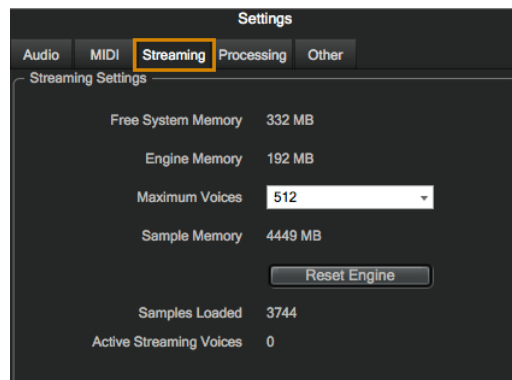 Settings
Audio MIDI Streaming Processing Other
Streaming Settings
Free System Memory 332 MB
Engine Memory 192 MB
Maximum Voices 512
Sample Memory 4449 MB
Reset Engine
Samples Loaded 3744
Active Streaming Voices 0